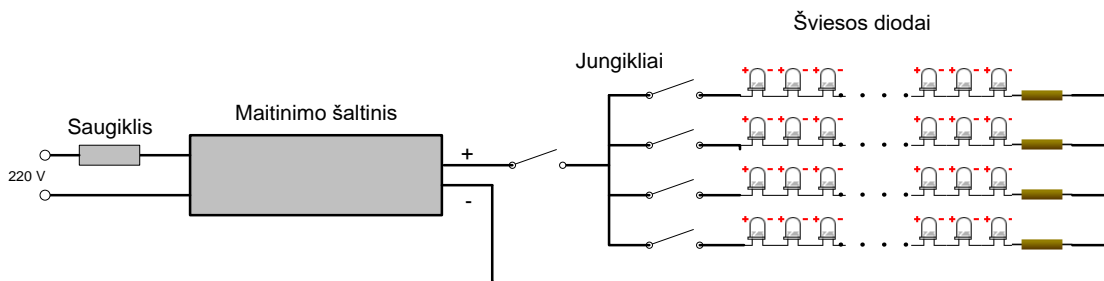 Šviesos diodai
Jungikliai
Maitinimo šaltinis
Saugiklis
220 V
+
-
+ - + - + - + - + - + -
+ - + - + - + - + - + -
+ - + - + - + - + - + -
+ - + - + - + - + - + -